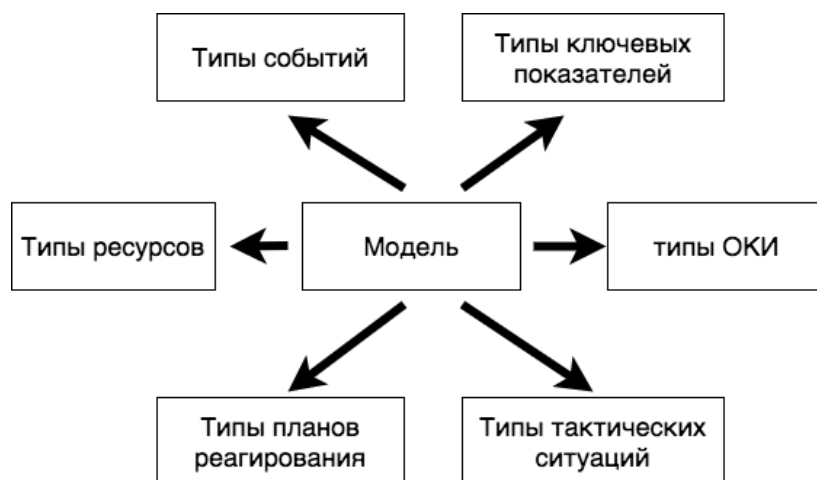 Типы событий
Типы ключевых
показателей
Типы ресурсов
Модель
типы ОКИ
Типы планов
реагирования
Типы тактических
ситуаций